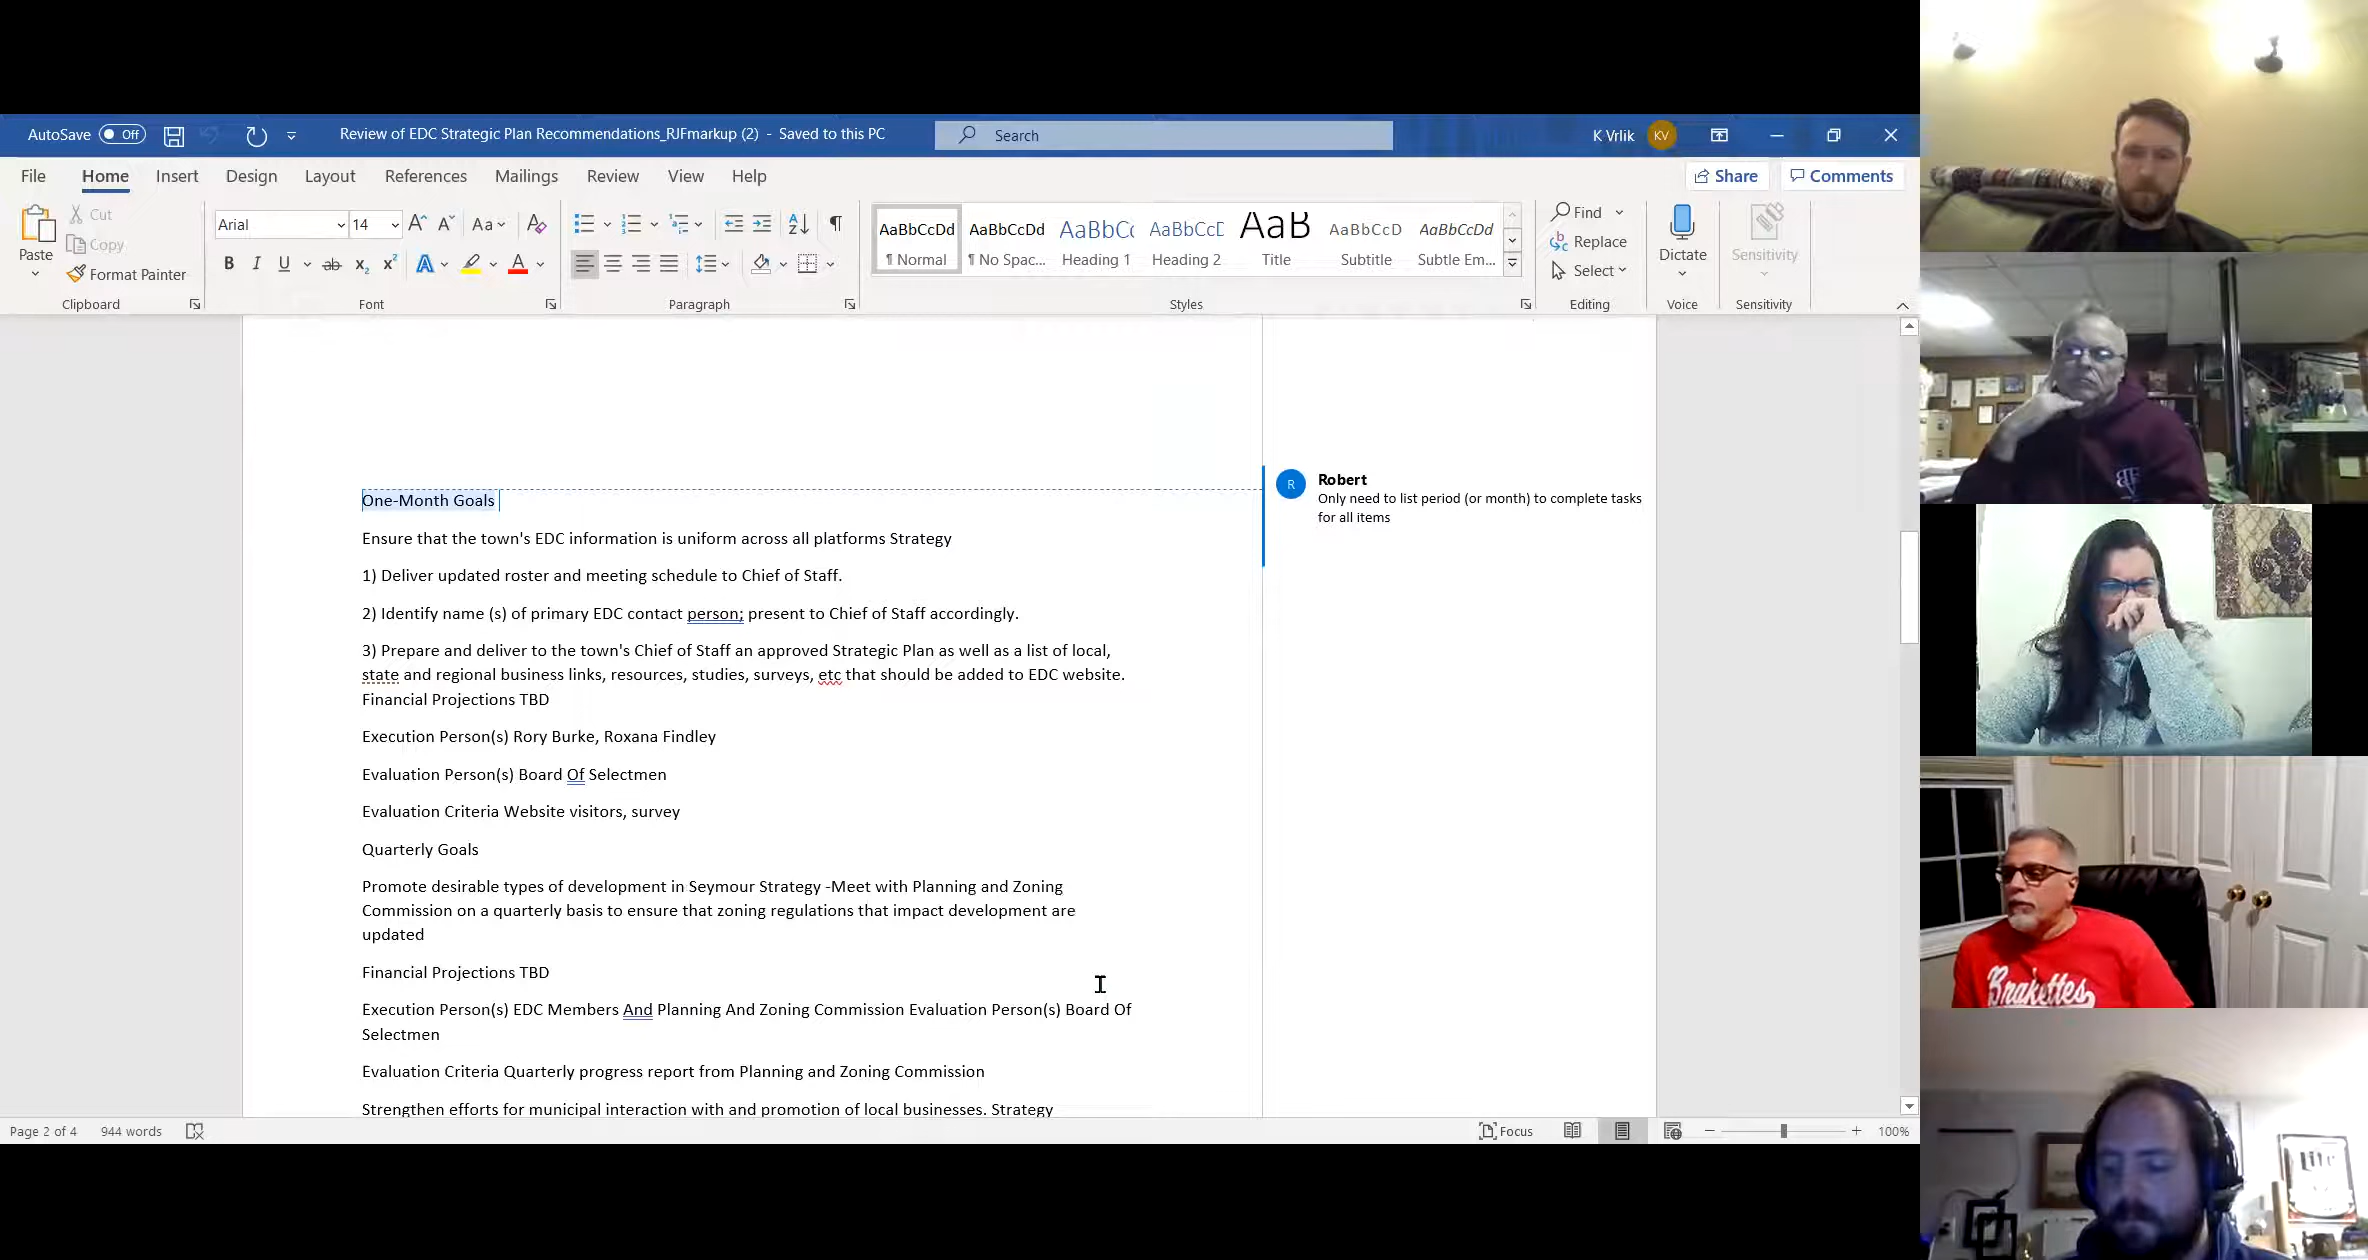 AutoSave Off Review of EDC Strategic Plan Recommendations_RJFmarkup (2) - Saved to this PC Search K Vrlik KV
File Home Insert Design Layout References Mailings Review View Help Share Comments
Paste
Cut
Copy
Format Painter
Clipboard
Arial 14
Font
Paragraph
AaBbCcDd ¶ Normal
AaBbCcDd ¶ No Spac...
AaBbCc Heading 1
AaBbCcD Heading 2
AaB Title
AaBbCcD Subtitle
AaBbCcDd Subtle Em...
Styles
Find
Replace
Select
Editing
Dictate
Voice
Sensitivity
Sensitivity
One-Month Goals
Ensure that the town's EDC information is uniform across all platforms Strategy
1) Deliver updated roster and meeting schedule to Chief of Staff.
2) Identify name (s) of primary EDC contact person; present to Chief of Staff accordingly.
3) Prepare and deliver to the town's Chief of Staff an approved Strategic Plan as well as a list of local,
state and regional business links, resources, studies, surveys, etc that should be added to EDC website.
Financial Projections TBD
Execution Person(s) Rory Burke, Roxana Findley
Evaluation Person(s) Board Of Selectmen
Evaluation Criteria Website visitors, survey
Quarterly Goals
Promote desirable types of development in Seymour Strategy -Meet with Planning and Zoning
Commission on a quarterly basis to ensure that zoning regulations that impact development are
updated
Financial Projections TBD
Execution Person(s) EDC Members And Planning And Zoning Commission Evaluation Person(s) Board Of
Selectmen
Evaluation Criteria Quarterly progress report from Planning and Zoning Commission
Strengthen efforts for municipal interaction with and promotion of local businesses. Strategy
R Robert
Only need to list period (or month) to complete tasks
for all items
Page 2 of 4 944 words Focus 100%
Brakettes